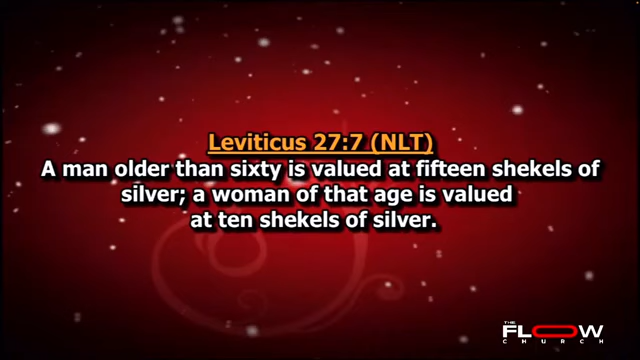 Leviticus 27:7 (NLT)
A man older than sixty is valued at fifteen shekels of
silver; a woman of that age is valued
at ten shekels of silver.
THE
FLOW
CHURCH